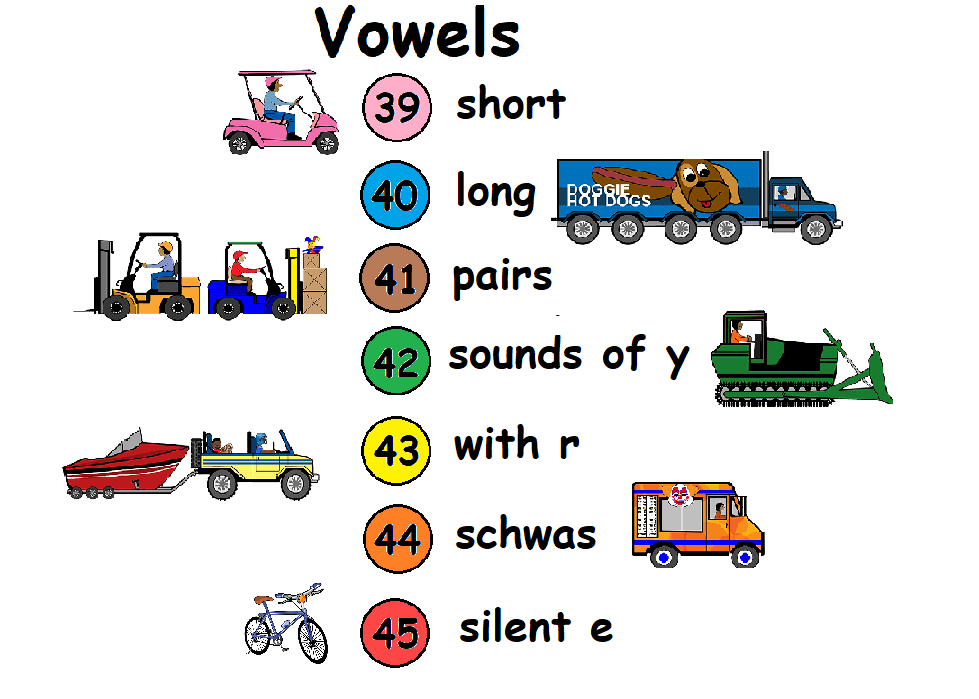 Vowels
39 short
40 long
DOGGIE
HOT DOGS
41 pairs
42 sounds of y
43 with r
44 schwas
45 silent e